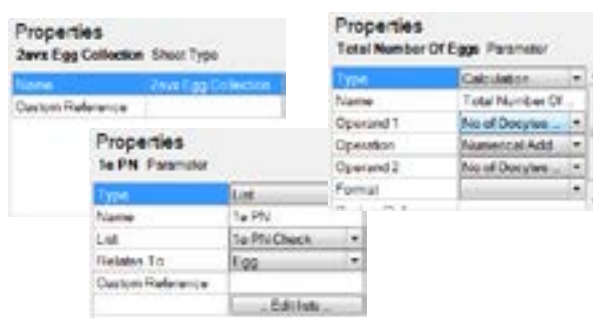 Properties
2avz Egg Collection Sheet Type
Name 2avz Egg Collection
Custom Reference
Properties
Total Number Of Eggs Parameter
Type Calculation
Name Total Number Of ...
Operand 1 No of Oocytes ...
Operation Numerical Add
Operand 2 No of Oocytes ...
Format
Properties
1e PN Parameter
Type List
Name 1e PN
List 1e PN Check
Relates To Egg
Custom Reference
... Edit lists ...